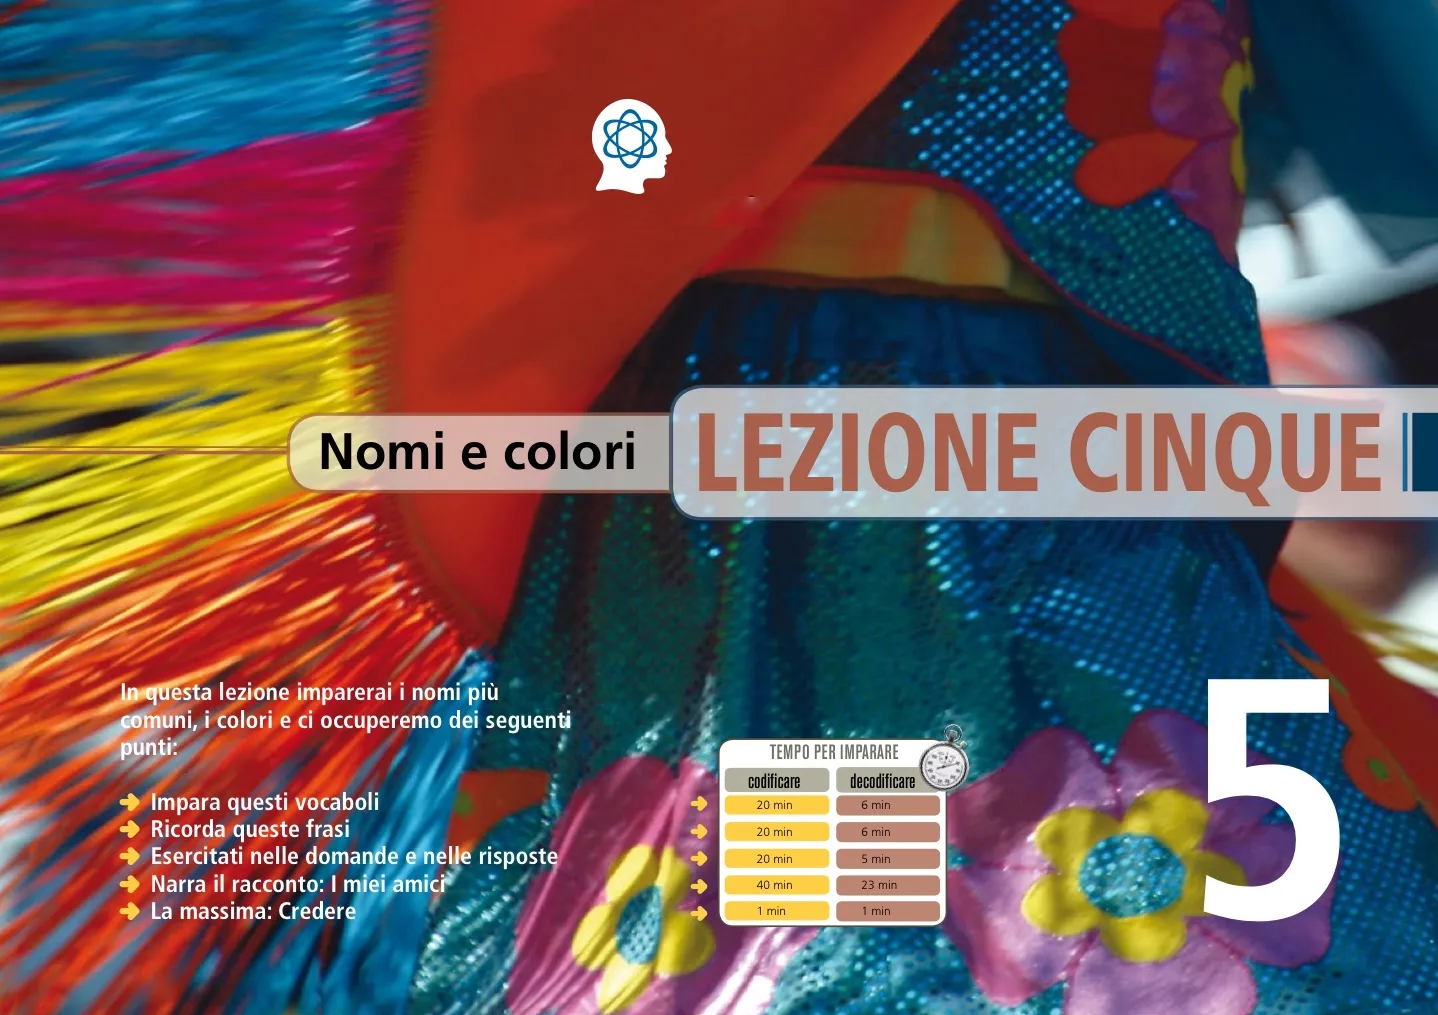 Nomi e colori
LEZIONE CINQUE
In questa lezione imparerai i nomi più
comuni, i colori e ci occuperemo dei seguenti
punti:
Impara questi vocaboli
Ricorda queste frasi
Esercitati nelle domande e nelle risposte
Narra il racconto: I miei amici
La massima: Credere
TEMPO PER IMPARARE
codificare decodificare
20 min 6 min
20 min 6 min
20 min 5 min
40 min 23 min
1 min 1 min
5